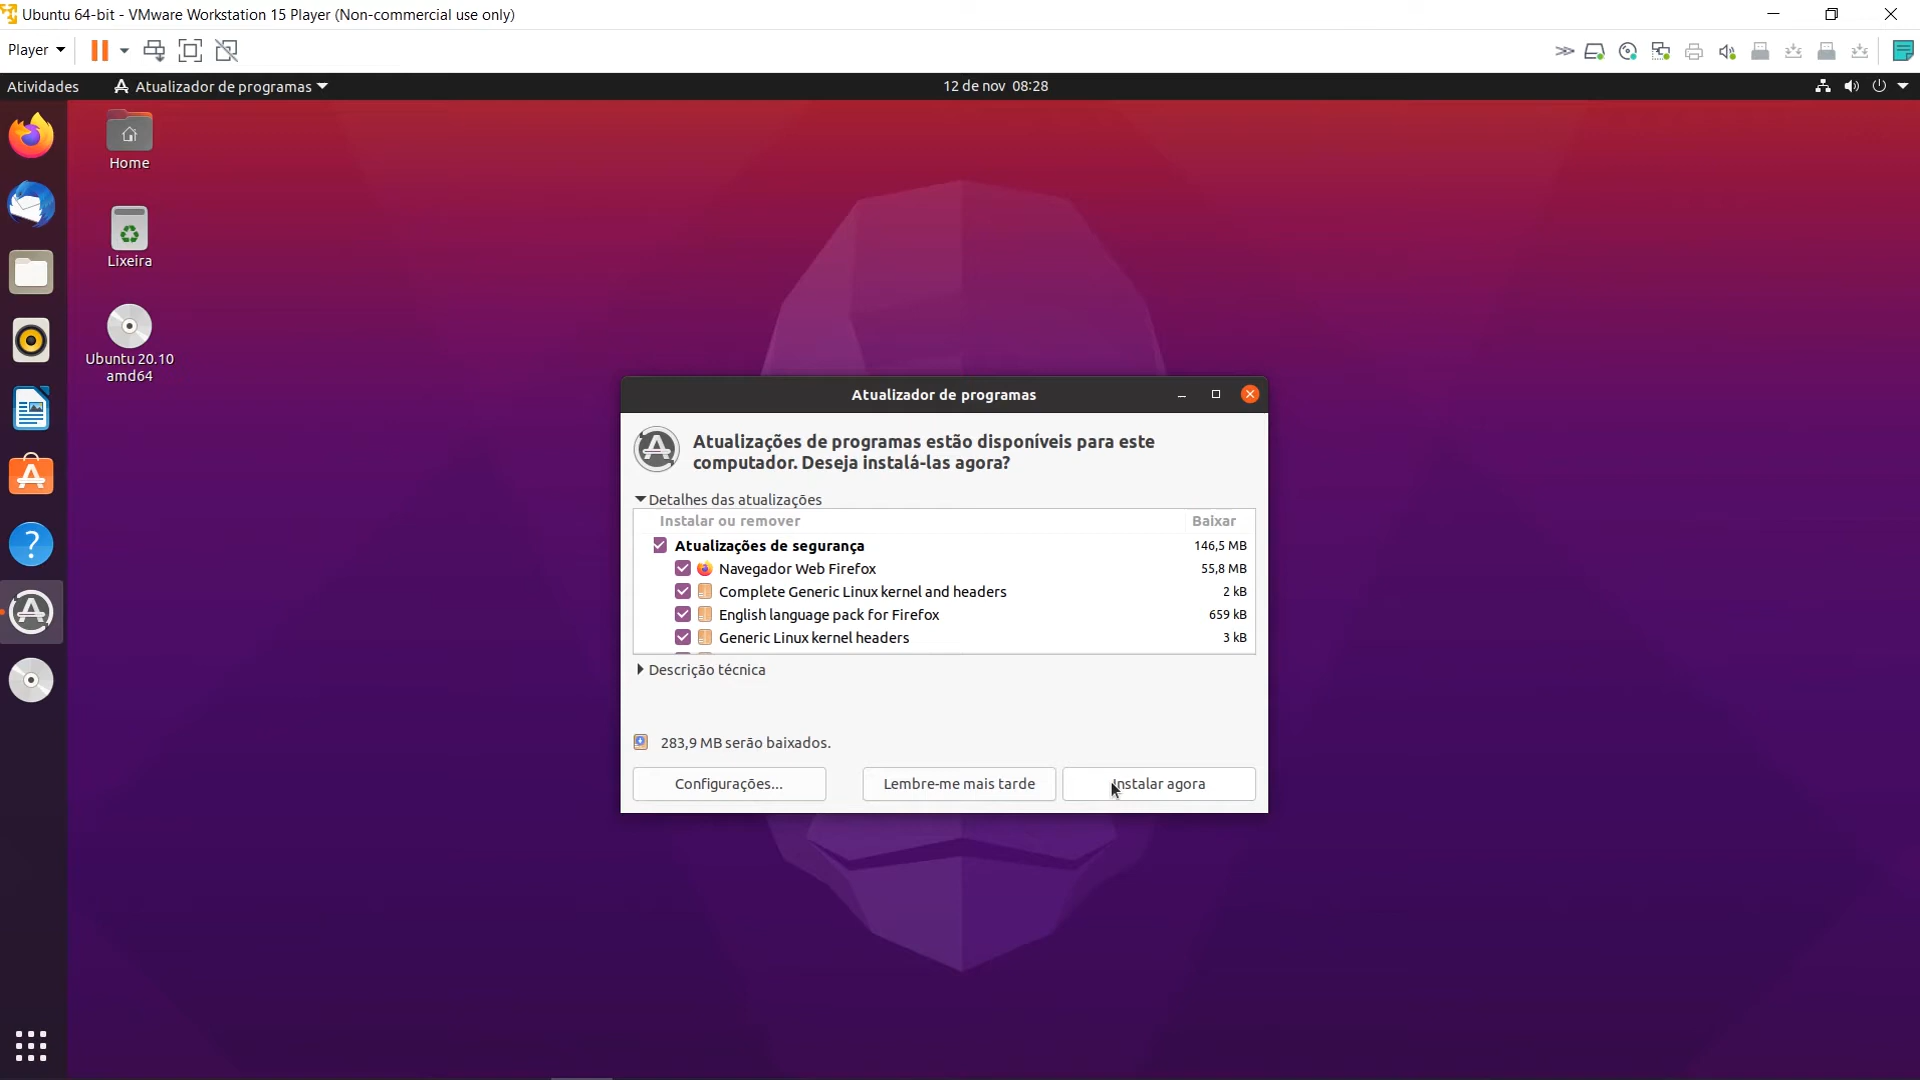 Ubuntu 64-bit - VMware Workstation 15 Player (Non-commercial use only)
Player
Atividades
Atualizador de programas
12 de nov 08:28
Home
Lixeira
Ubuntu 20.10
amd64
Atualizador de programas
Atualizações de programas estão disponíveis para este
computador. Deseja instalá-las agora?
Detalhes das atualizações
Instalar ou remover Baixar
Atualizações de segurança 146,5 MB
Navegador Web Firefox 55,8 MB
Complete Generic Linux kernel and headers 2 kB
English language pack for Firefox 659 kB
Generic Linux kernel headers 3 kB
Descrição técnica
283,9 MB serão baixados.
Configurações... Lembre-me mais tarde Instalar agora